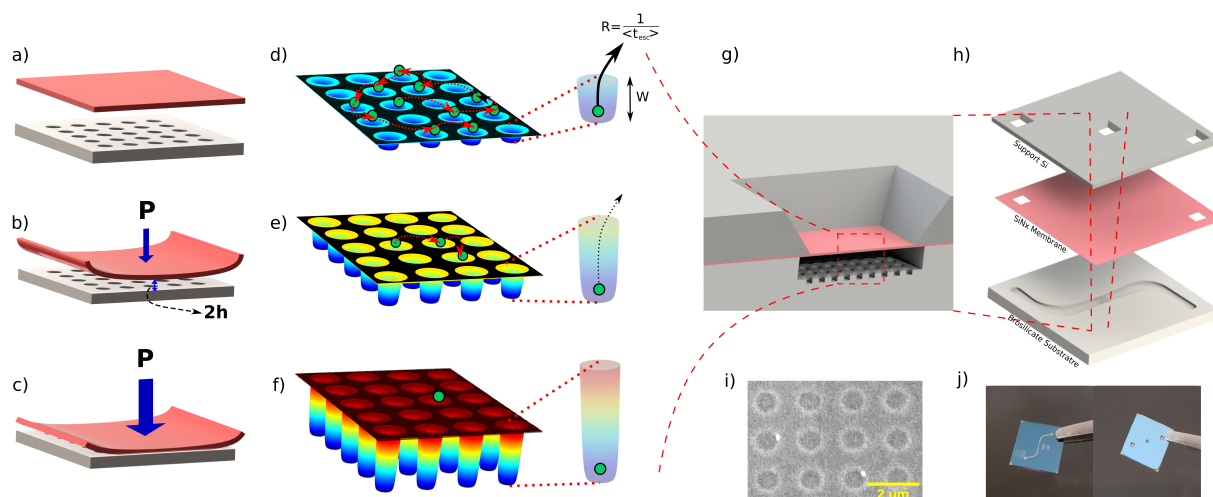 a)
b)
P
2h
c)
P
d)
R= 1
<t_esc>
W
e)
f)
g)
h)
Support Si
SiNx Membrane
Brosilicate Substratre
i)
2 μm
j)